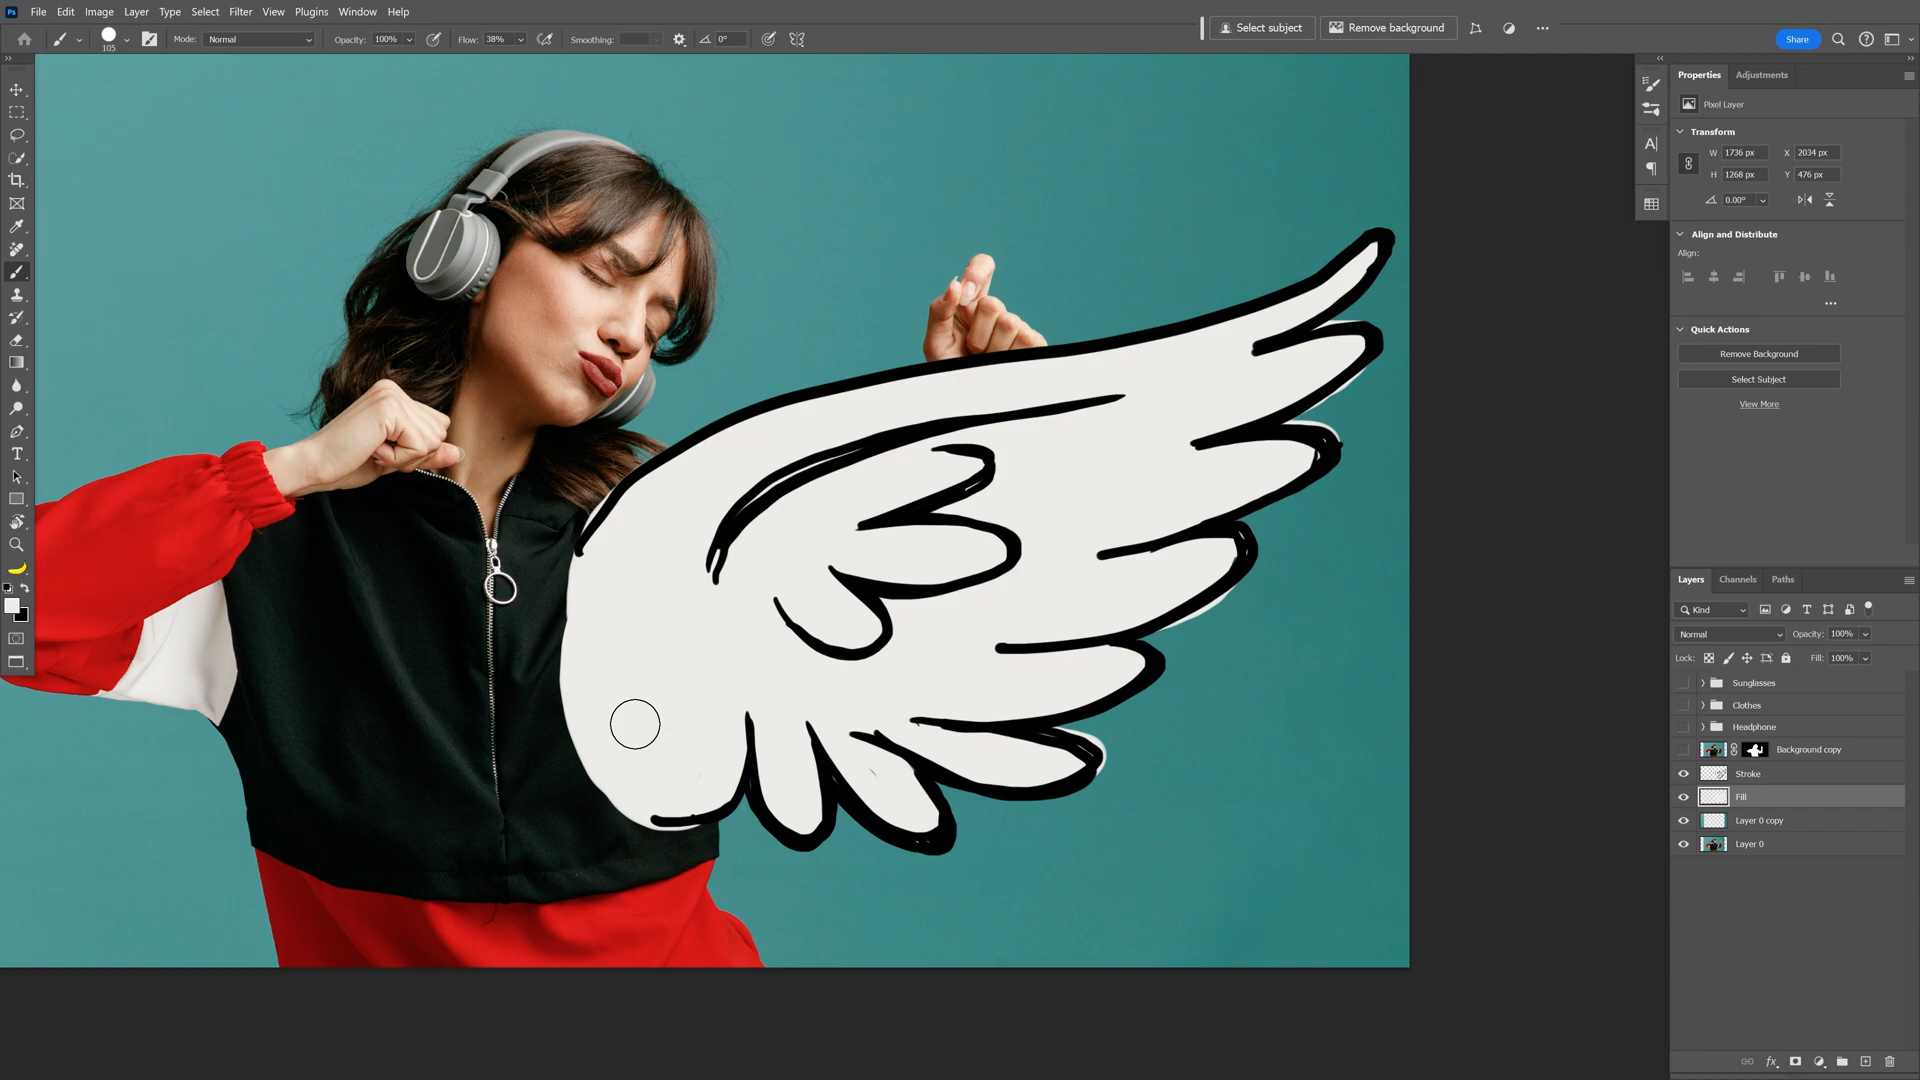 Ps File Edit Image Layer Type Select Filter View Plugins Window Help
Select subject Remove background
105 Mode: Normal Opacity: 100% Flow: 38% Smoothing: 0° Share
Properties Adjustments
Pixel Layer
Transform
W 1736 px X 2034 px
H 1268 px Y 476 px
0.00°
Align and Distribute
Align:
Quick Actions
Remove Background
Select Subject
View More
Layers Channels Paths
Kind
Normal Opacity: 100%
Lock: Fill: 100%
Sunglasses
Clothes
Headphone
Background copy
Stroke
Fill
Layer 0 copy
Layer 0
fx